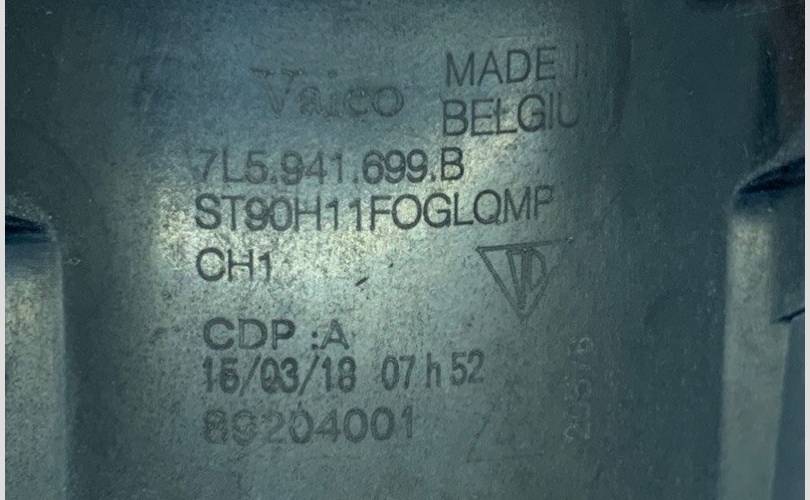 Valeo
MADE I
BELGIU
7L5.941.699.B
ST90H11FOGLQMP
CH1
CDP :A
15/03/18 07 h 52
89204001